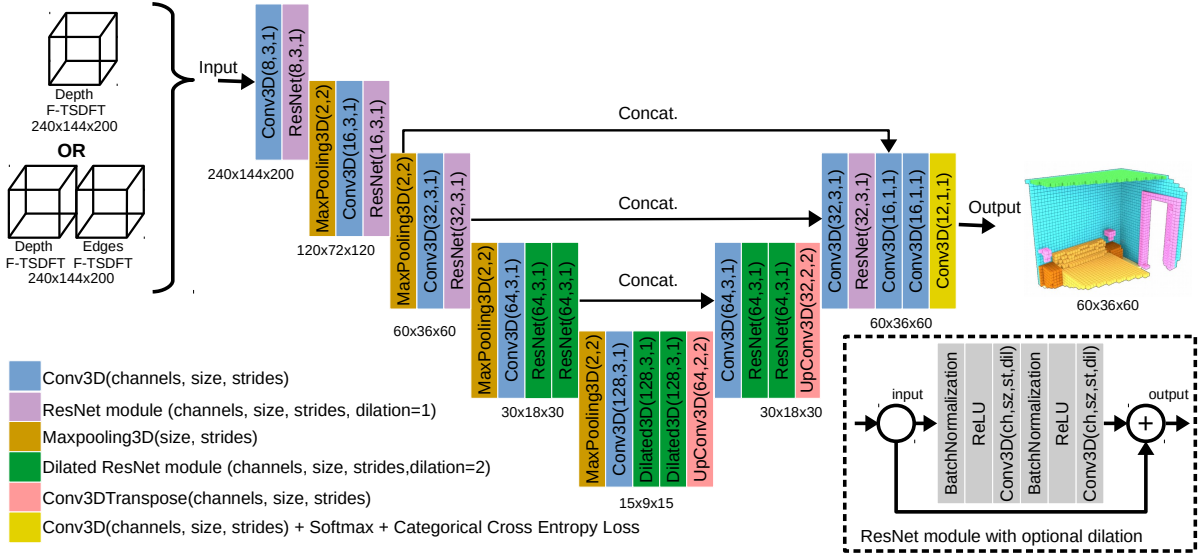 Depth
F-TSDFT
240x144x200
OR
Depth
F-TSDFT
240x144x200
Edges
F-TSDFT
Input
Conv3D(8,3,1)
ResNet(8,3,1)
240x144x200
MaxPooling3D(2,2)
Conv3D(16,3,1)
ResNet(16,3,1)
120x72x120
MaxPooling3D(2,2)
Conv3D(32,3,1)
ResNet(32,3,1)
60x36x60
MaxPooling3D(2,2)
Conv3D(64,3,1)
ResNet(64,3,1)
ResNet(64,3,1)
30x18x30
MaxPooling3D(2,2)
Conv3D(128,3,1)
Dilated3D(128,3,1)
Dilated3D(128,3,1)
UpConv3D(64,2,2)
15x9x15
Concat.
Concat.
Concat.
Conv3D(64,3,1)
ResNet(64,3,1)
ResNet(64,3,1)
UpConv3D(32,2,2)
30x18x30
Conv3D(32,3,1)
ResNet(32,3,1)
Conv3D(16,1,1)
Conv3D(16,1,1)
Conv3D(12,1,1)
60x36x60
Output
60x36x60
Conv3D(channels, size, strides)
ResNet module (channels, size, strides, dilation=1)
Maxpooling3D(size, strides)
Dilated ResNet module (channels, size, strides,dilation=2)
Conv3DTranspose(channels, size, strides)
Conv3D(channels, size, strides) + Softmax + Categorical Cross Entropy Loss
input
BatchNormalization
ReLU
Conv3D(ch,sz,st,dil)
BatchNormalization
ReLU
Conv3D(ch,sz,st,dil)
output
+
ResNet module with optional dilation